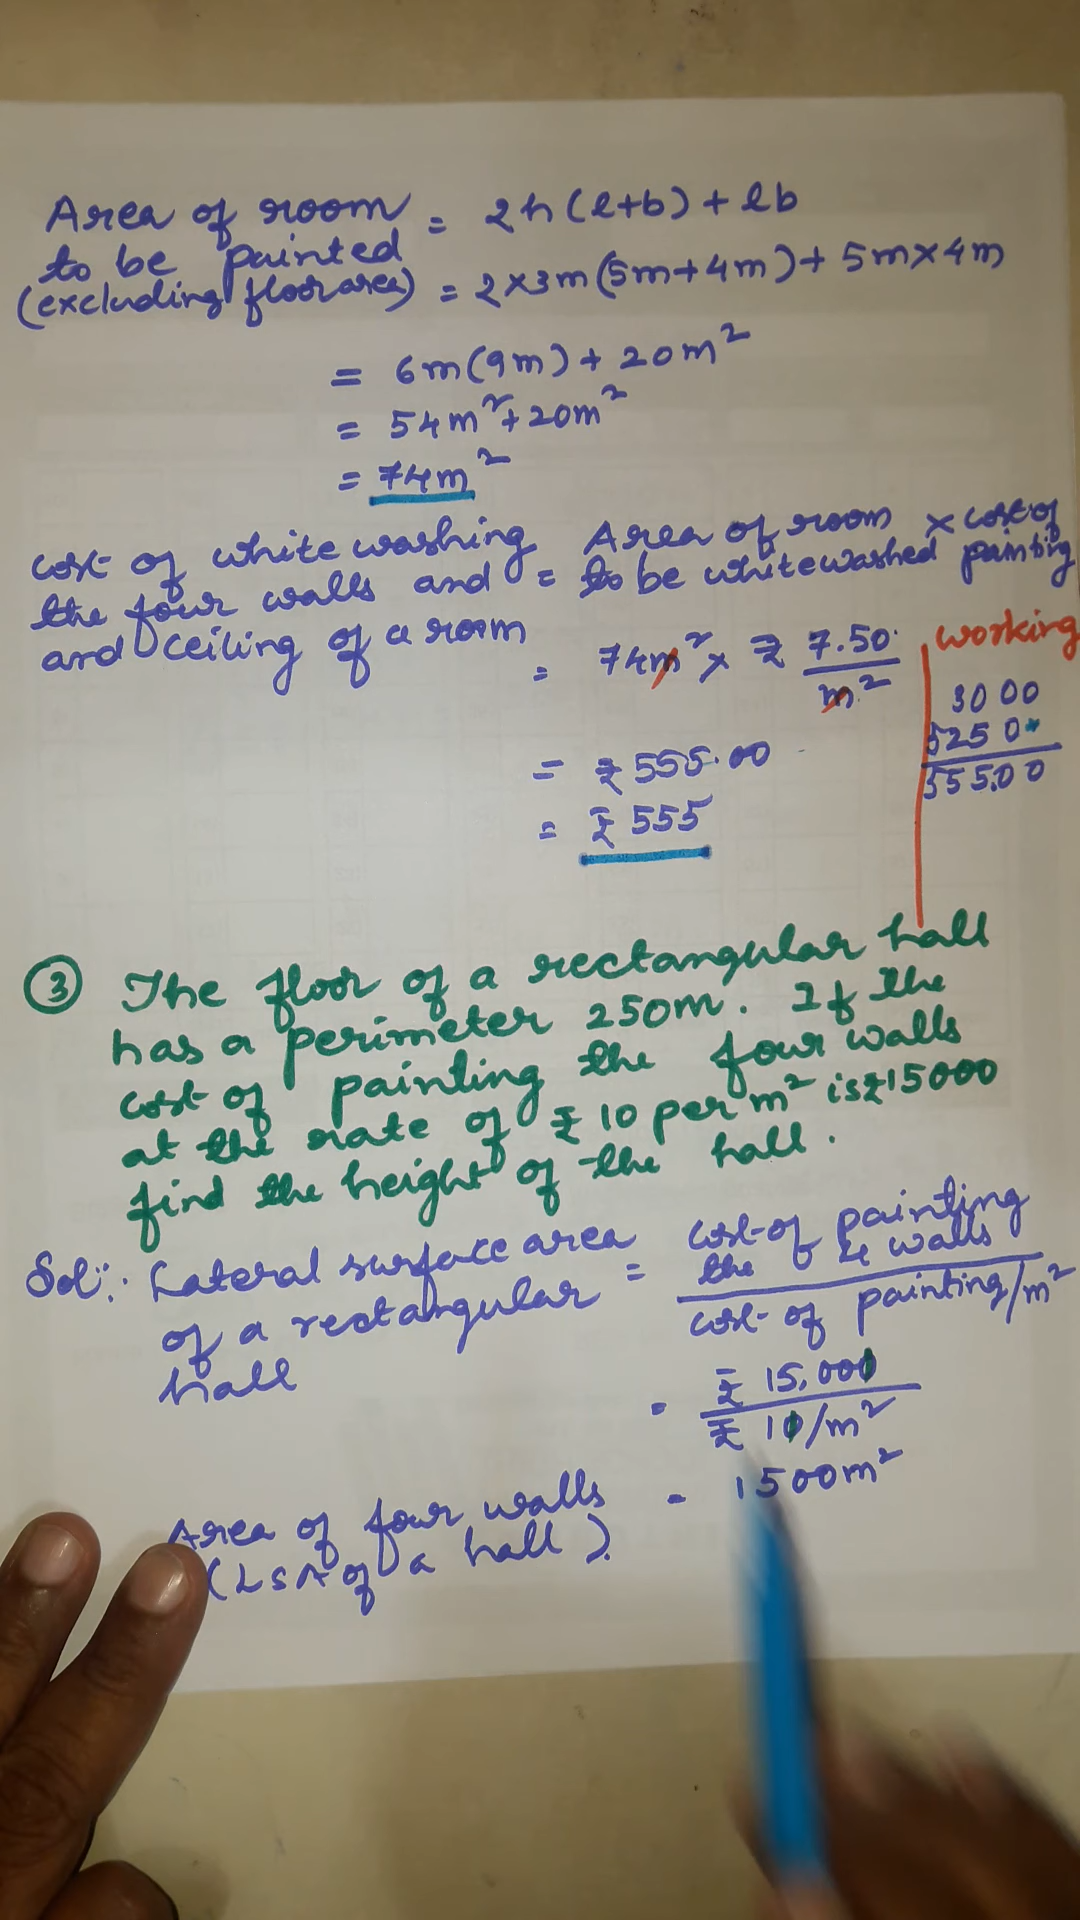 Area of room = 2h(l+b)+lb
to be painted
(excluding floor area) = 2×3m(5m+4m)+5m×4m
= 6m(9m)+20m²
= 54m²+20m²
= 74m²
cost of white washing
the four walls and = Area of room × cost of
and ceiling of a room to be whitewashed painting
= 74m² × ₹ 7.50
m²
working
3000
5250
555.00
= ₹555.00
= ₹ 555
③ The floor of a rectangular hall
has a perimeter 250m. If the
cost of painting the four walls
at the rate of ₹ 10 per m² is ₹15000
find the height of the hall.
Sol:. Lateral surface area = cost of painting
of a rectangular the 4 walls
hall cost of painting/m²
= ₹ 15,000
₹ 10/m²
Area of four walls = 1500m²
(LSA of a hall).